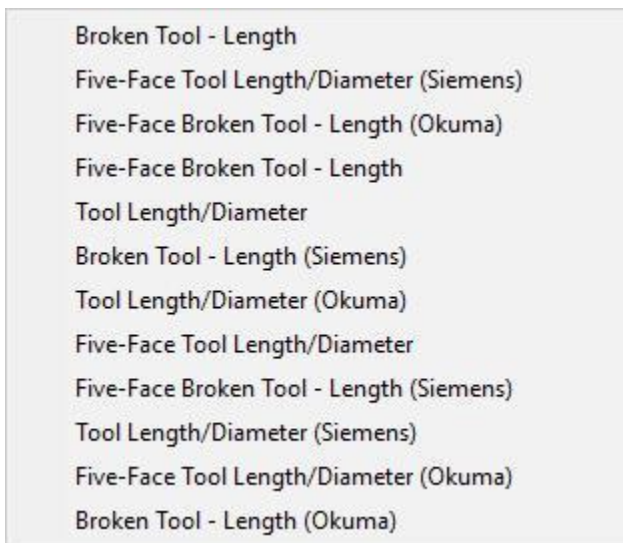 Broken Tool - Length
Five-Face Tool Length/Diameter (Siemens)
Five-Face Broken Tool - Length (Okuma)
Five-Face Broken Tool - Length
Tool Length/Diameter
Broken Tool - Length (Siemens)
Tool Length/Diameter (Okuma)
Five-Face Tool Length/Diameter
Five-Face Broken Tool - Length (Siemens)
Tool Length/Diameter (Siemens)
Five-Face Tool Length/Diameter (Okuma)
Broken Tool - Length (Okuma)